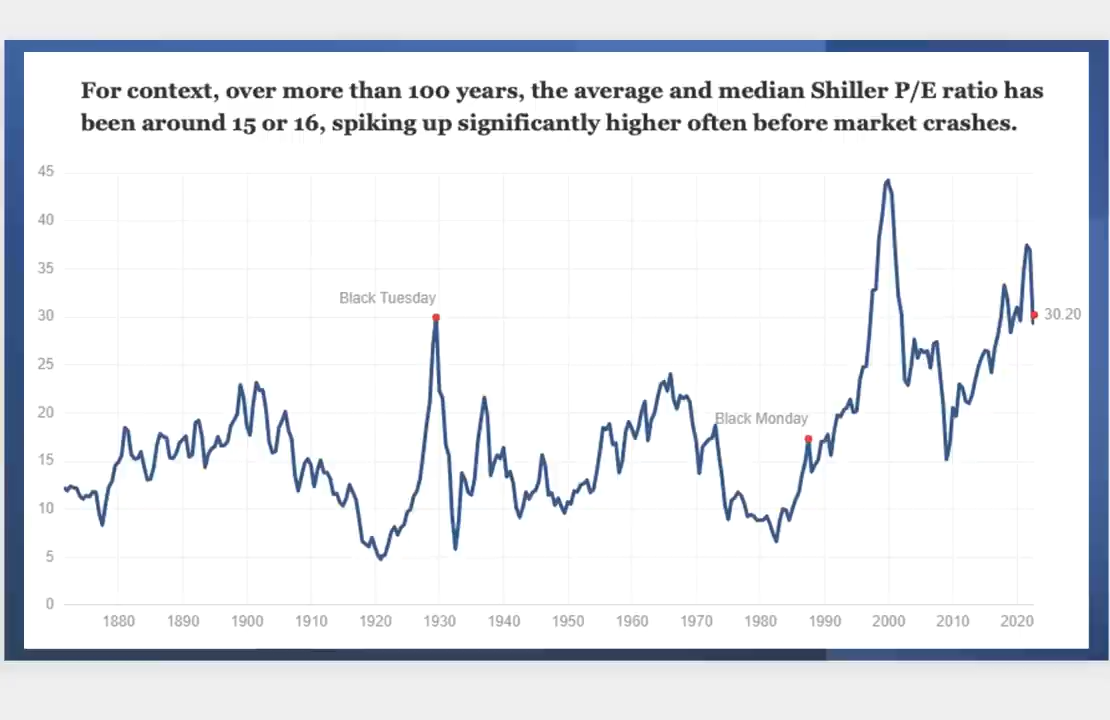 For context, over more than 100 years, the average and median Shiller P/E ratio has
been around 15 or 16, spiking up significantly higher often before market crashes.
45
40
35
Black Tuesday
30
30.20
25
20
Black Monday
15
10
5
0
1880 1890 1900 1910 1920 1930 1940 1950 1960 1970 1980 1990 2000 2010 2020